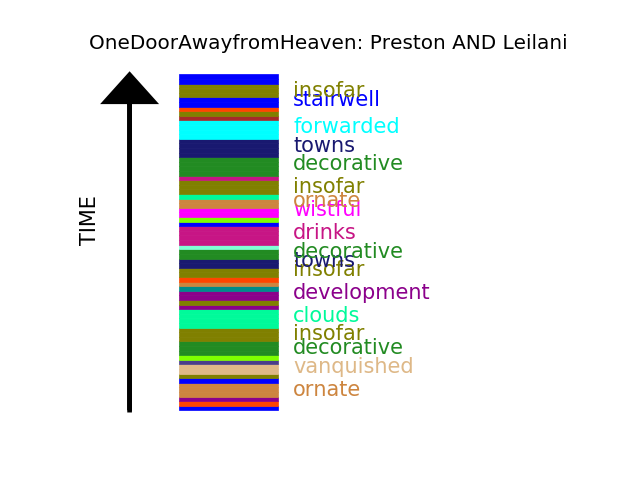 OneDoorAwayfromHeaven: Preston AND Leilani
insofar
stairwell
forwarded
towns
decorative
insofar
ornate
wistful
drinks
decorative
towns
insofar
development
clouds
insofar
decorative
vanquished
ornate
TIME